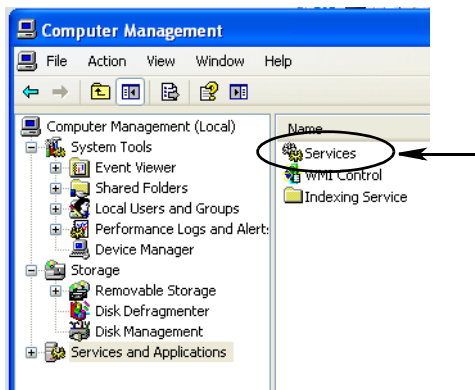 Computer Management
File Action View Window Help
Computer Management (Local)
System Tools
Event Viewer
Shared Folders
Local Users and Groups
Performance Logs and Alert
Device Manager
Storage
Removable Storage
Disk Defragmenter
Disk Management
Services and Applications
Name
Services
WMI Control
Indexing Service